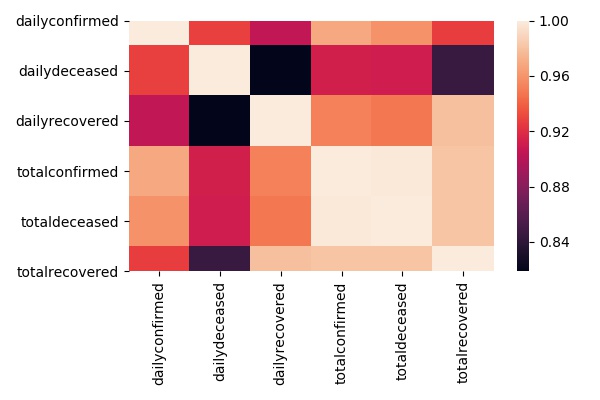 dailyconfirmed
dailydeceased
dailyrecovered
totalconfirmed
totaldeceased
totalrecovered
1.00
0.96
0.92
0.88
0.84
dailyconfirmed
dailydeceased
dailyrecovered
totalconfirmed
totaldeceased
totalrecovered